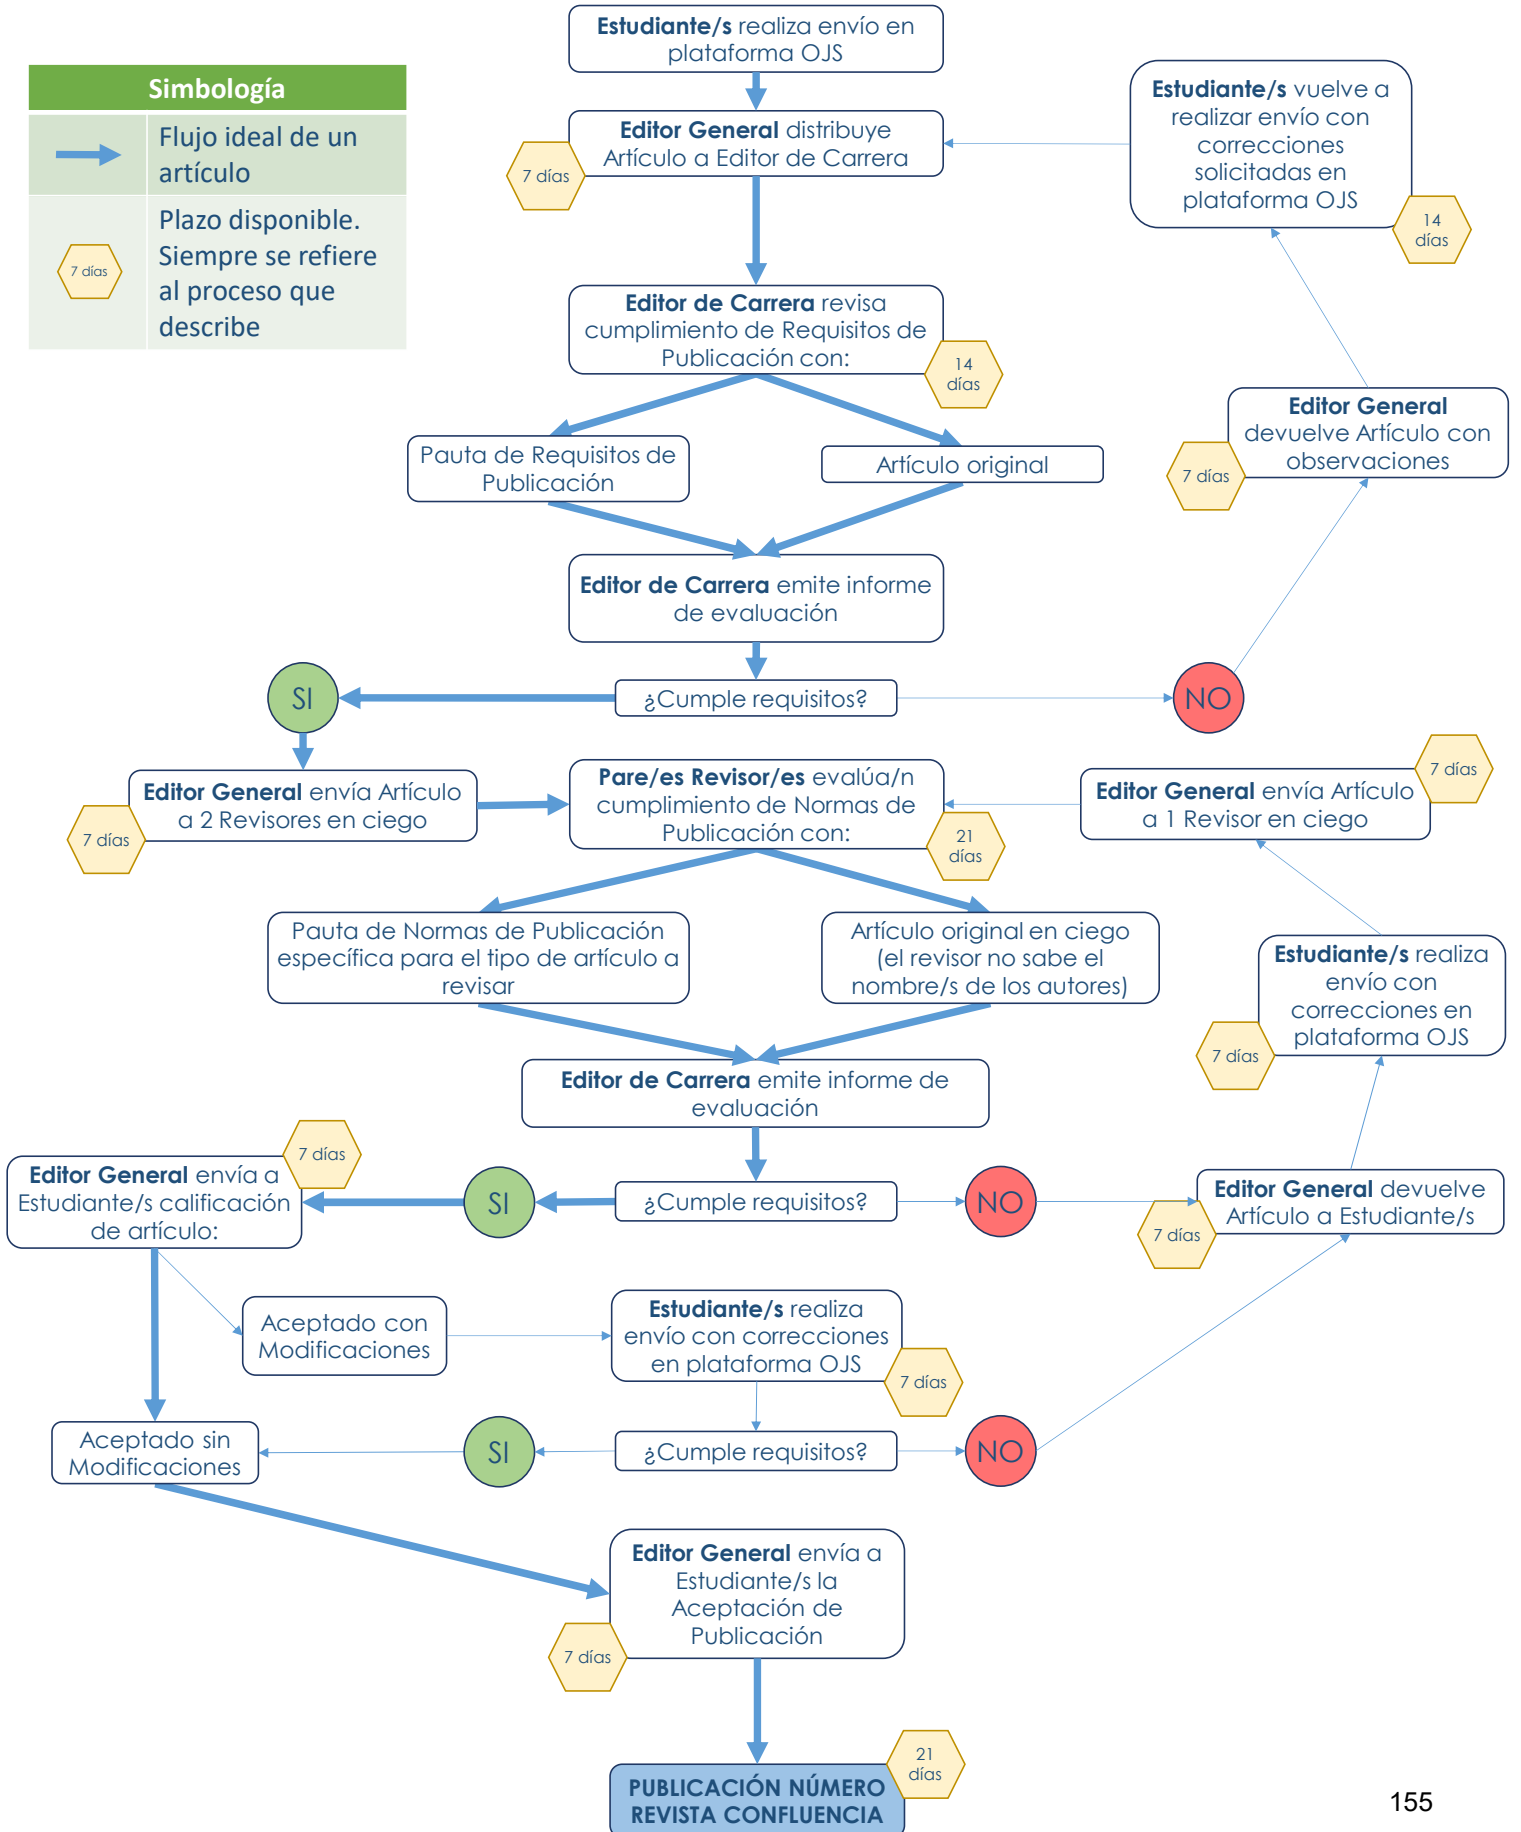 Estudiante/s realiza envío en
plataforma OJS
Simbología
Flujo ideal de un
artículo
7 días
Plazo disponible.
Siempre se refiere
al proceso que
describe
Editor General distribuye
Artículo a Editor de Carrera
7 días
Estudiante/s vuelve a
realizar envío con
correcciones
solicitadas en
plataforma OJS
14
días
Editor de Carrera revisa
cumplimiento de Requisitos de
Publicación con:
14
días
Editor General
devuelve Artículo con
observaciones
7 días
Pauta de Requisitos de
Publicación
Artículo original
Editor de Carrera emite informe
de evaluación
SI
¿Cumple requisitos?
NO
Editor General envía Artículo
a 2 Revisores en ciego
7 días
Pare/es Revisor/es evalúa/n
cumplimiento de Normas de
Publicación con:
21
días
Editor General envía Artículo
a 1 Revisor en ciego
7 días
Pauta de Normas de Publicación
específica para el tipo de artículo a
revisar
Artículo original en ciego
(el revisor no sabe el
nombre/s de los autores)
Estudiante/s realiza
envío con
correcciones en
plataforma OJS
7 días
Editor de Carrera emite informe de
evaluación
7 días
Editor General envía a
Estudiante/s calificación
de artículo:
SI
¿Cumple requisitos?
NO
Editor General devuelve
Artículo a Estudiante/s
7 días
Aceptado con
Modificaciones
Estudiante/s realiza
envío con correcciones
en plataforma OJS
7 días
Aceptado sin
Modificaciones
SI
¿Cumple requisitos?
NO
Editor General envía a
Estudiante/s la
Aceptación de
Publicación
7 días
21
días
PUBLICACIÓN NÚMERO
REVISTA CONFLUENCIA
155